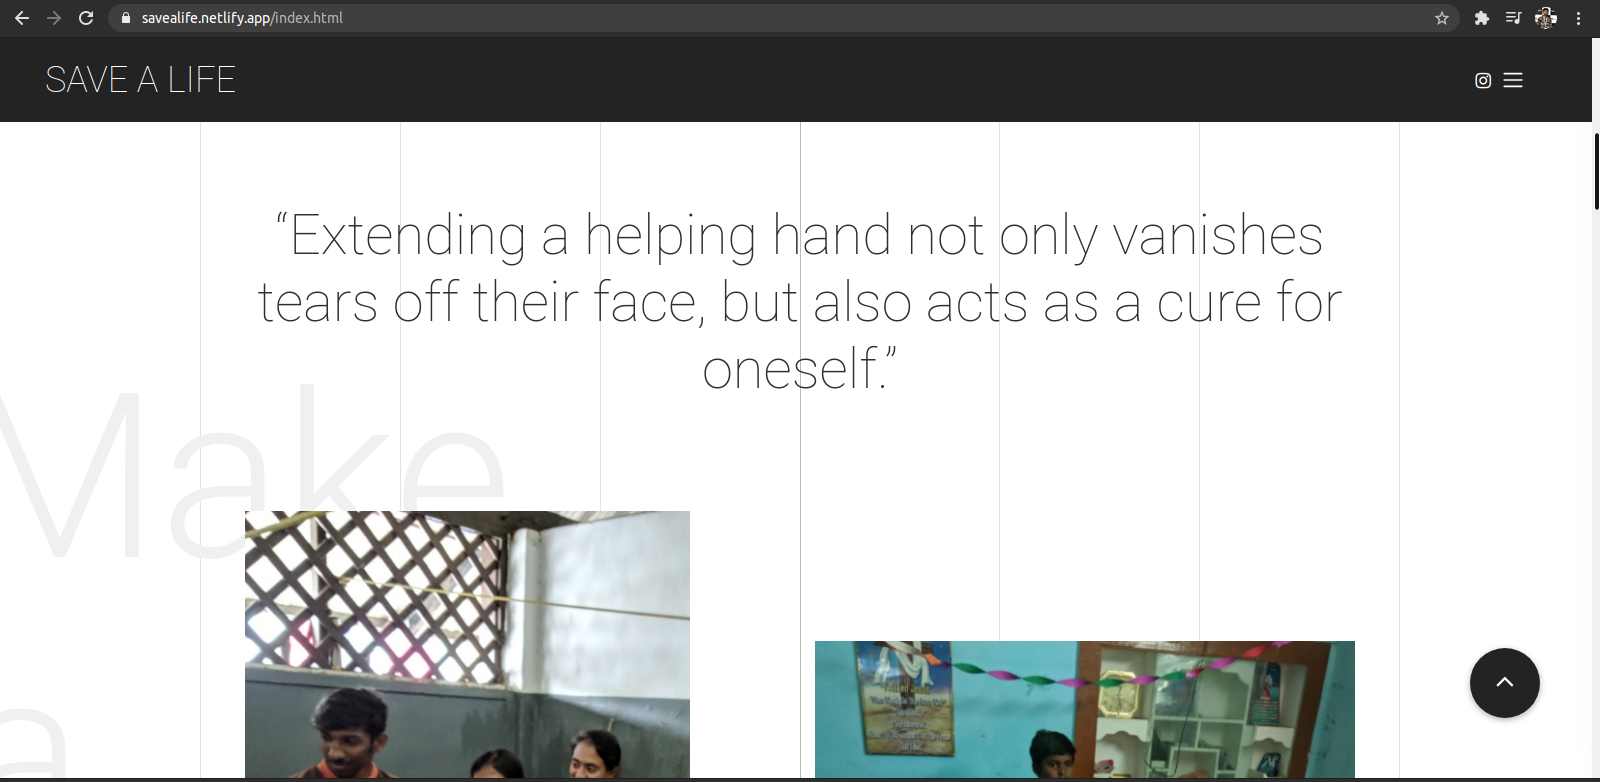 savealife.netlify.app/index.html
SAVE A LIFE
“Extending a helping hand not only vanishes
tears off their face, but also acts as a cure for
oneself.”
Make
a